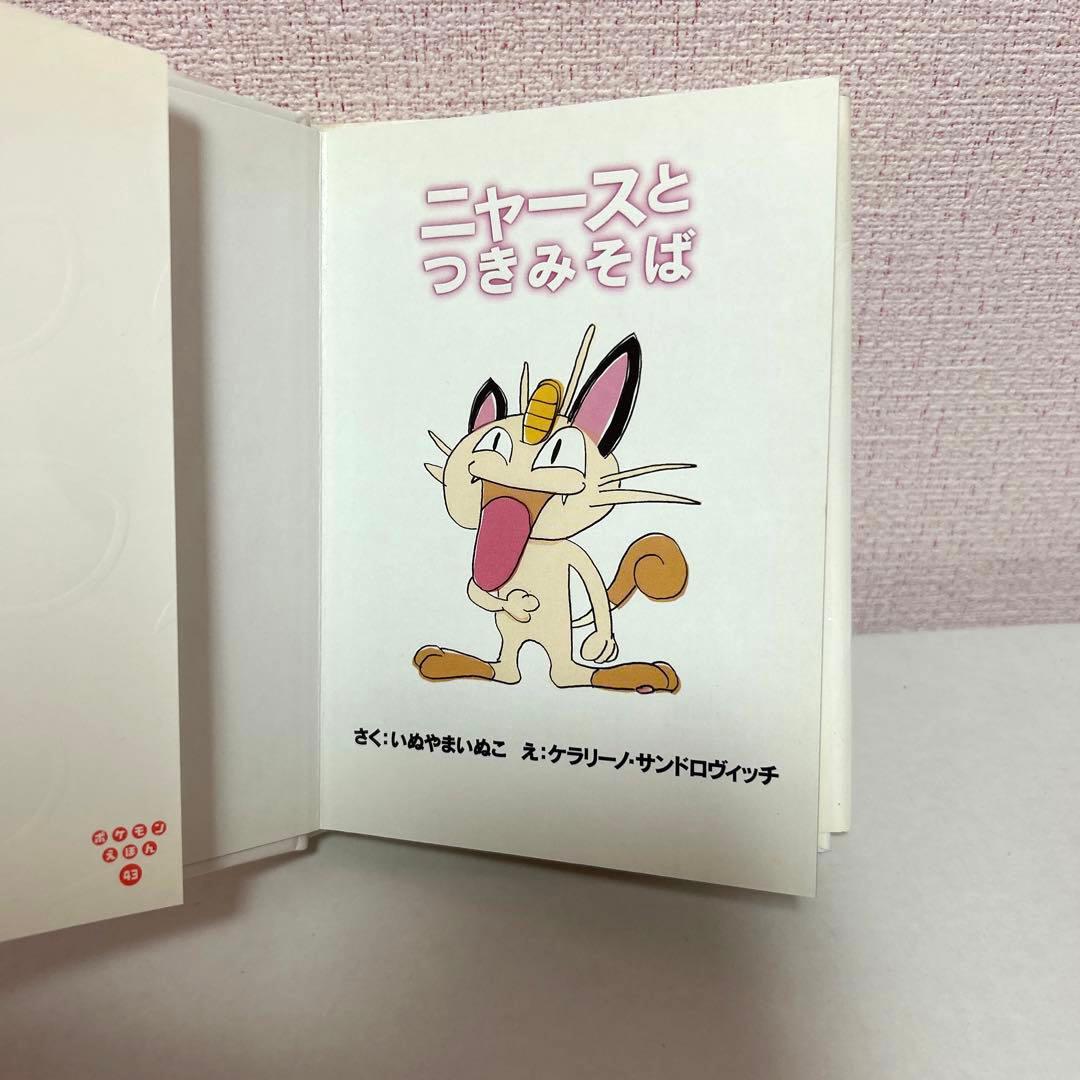 ニャースと
つきみそば
さく:いぬやまいぬこ え:ケラリーノ・サンドロヴィッチ
ポケモン
えほん
43